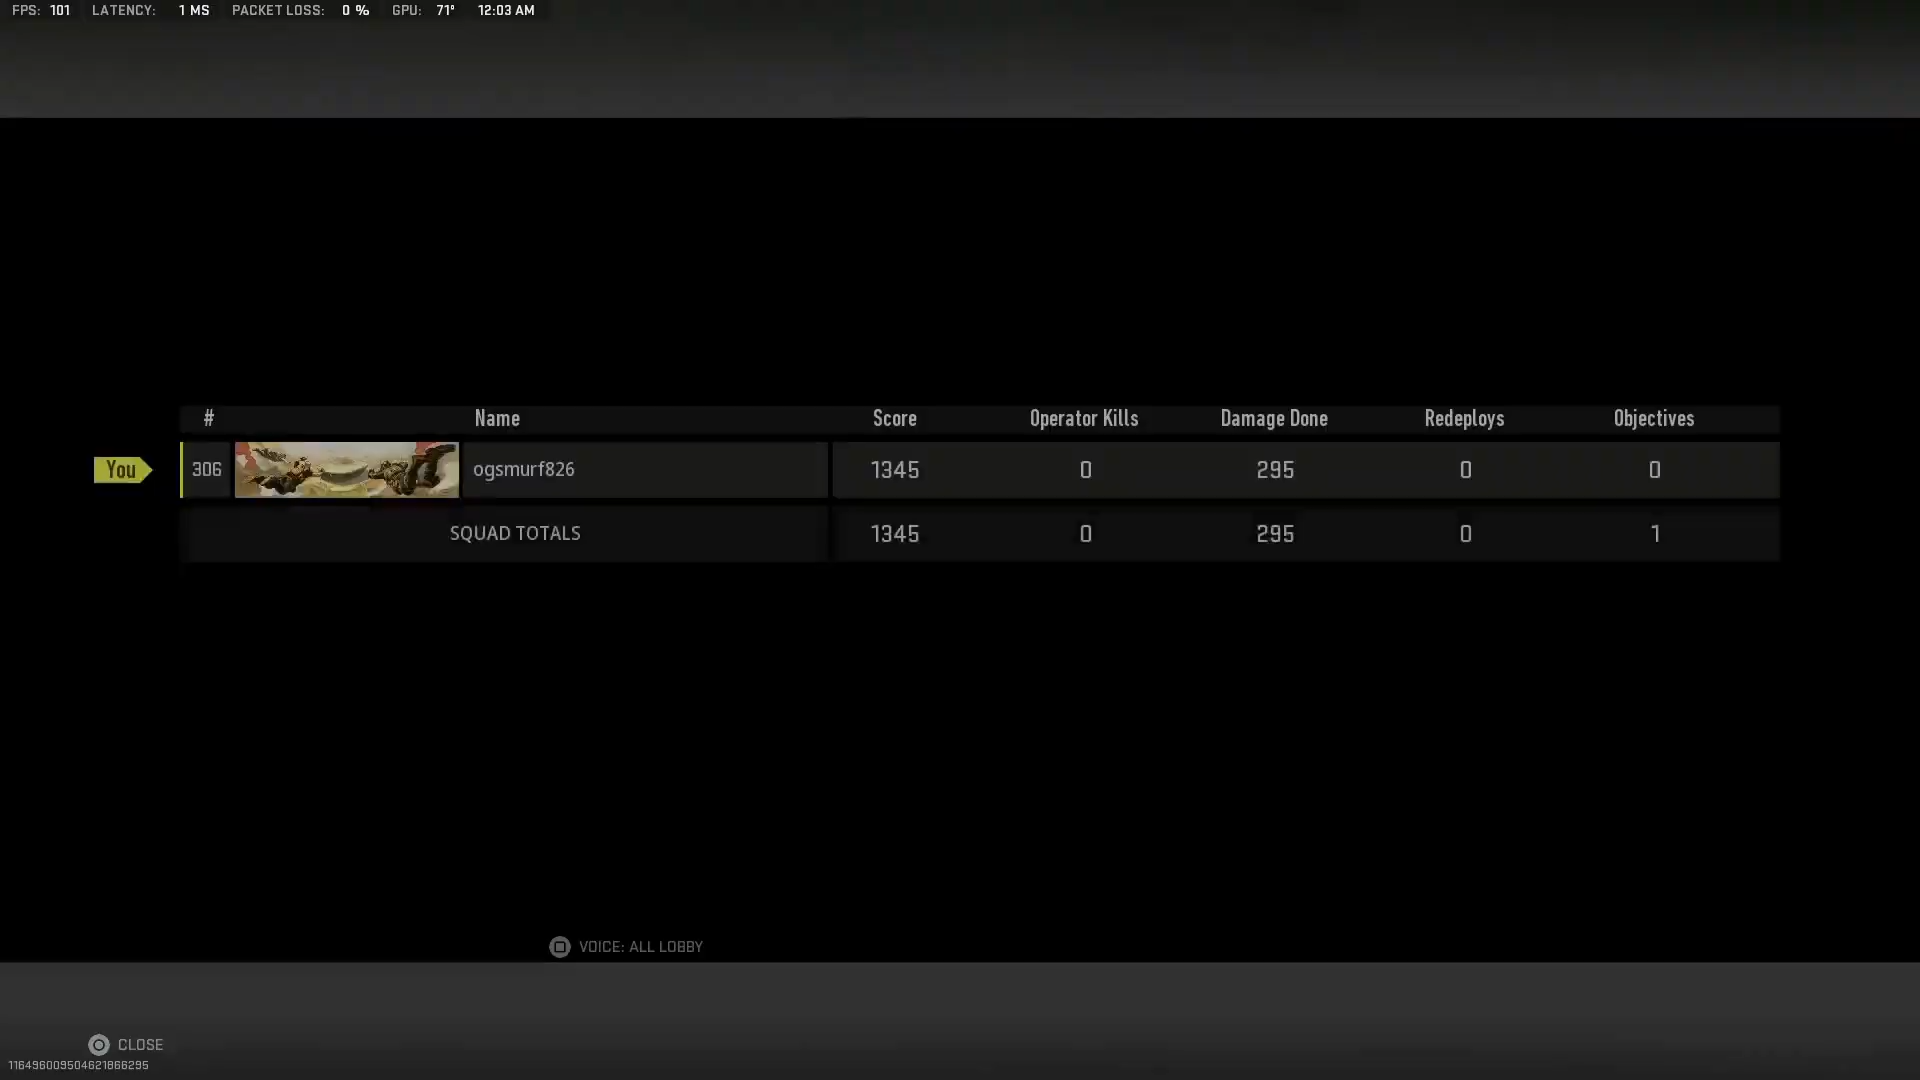 FPS: 101 LATENCY: 1 MS PACKET LOSS: 0 % GPU: 71° 12:03 AM
# Name Score Operator Kills Damage Done Redeploys Objectives
You 306 ogsmurf826 1345 0 295 0 0
SQUAD TOTALS 1345 0 295 0 1
VOICE: ALL LOBBY
CLOSE
116496009504621866295